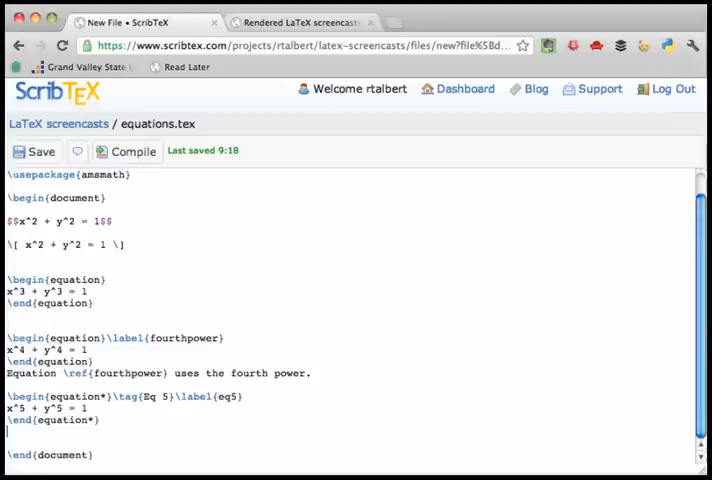 New File • ScribTeX
Rendered LaTeX screencasts
https://www.scribtex.com/projects/rtalbert/latex-screencasts/files/new?file%5Bd...
Grand Valley State U
Read Later
ScribTEX
Welcome rtalbert
Dashboard
Blog
Support
Log Out
LaTeX screencasts / equations.tex
Save
Compile
Last saved 9:18
\usepackage{amsmath}
\begin{document}
$$x^2 + y^2 = 1$$
\[ x^2 + y^2 = 1 \]
\begin{equation}
x^3 + y^3 = 1
\end{equation}
\begin{equation}\label{fourthpower}
x^4 + y^4 = 1
\end{equation}
Equation \ref{fourthpower} uses the fourth power.
\begin{equation*}\tag{Eq 5}\label{eq5}
x^5 + y^5 = 1
\end{equation*}
\end{document}